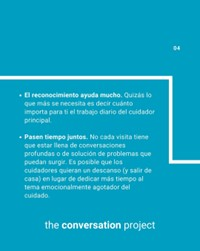 04
• El reconocimiento ayuda mucho. Quizás lo
que más se necesita es decir cuánto
importa para ti el trabajo diario del cuidador
principal.
• Pasen tiempo juntos. No cada visita tiene
que estar llena de conversaciones
profundas o de solución de problemas que
puedan surgir. Es posible que los
cuidadores quieran un descanso (y salir de
casa) en lugar de dedicar más tiempo al
tema emocionalmente agotador del
cuidado.
the conversation project